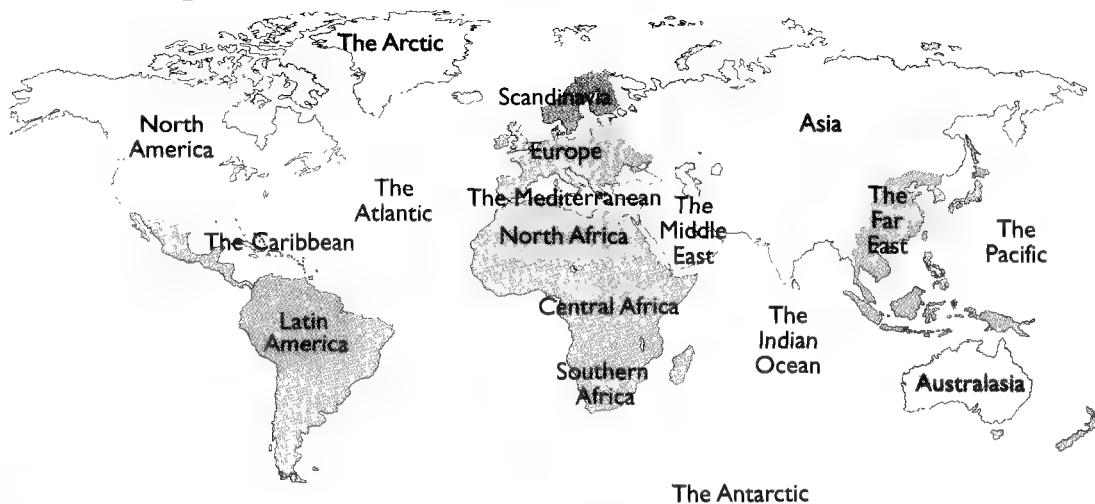 The Arctic
Scandinavia
North
America
Asia
Europe
The
Atlantic
The Mediterranean
The
Middle
East
The
Far
East
The
Pacific
The Caribbean
North Africa
Central Africa
Latin
America
The
Indian
Ocean
Southern
Africa
Australasia
The Antarctic